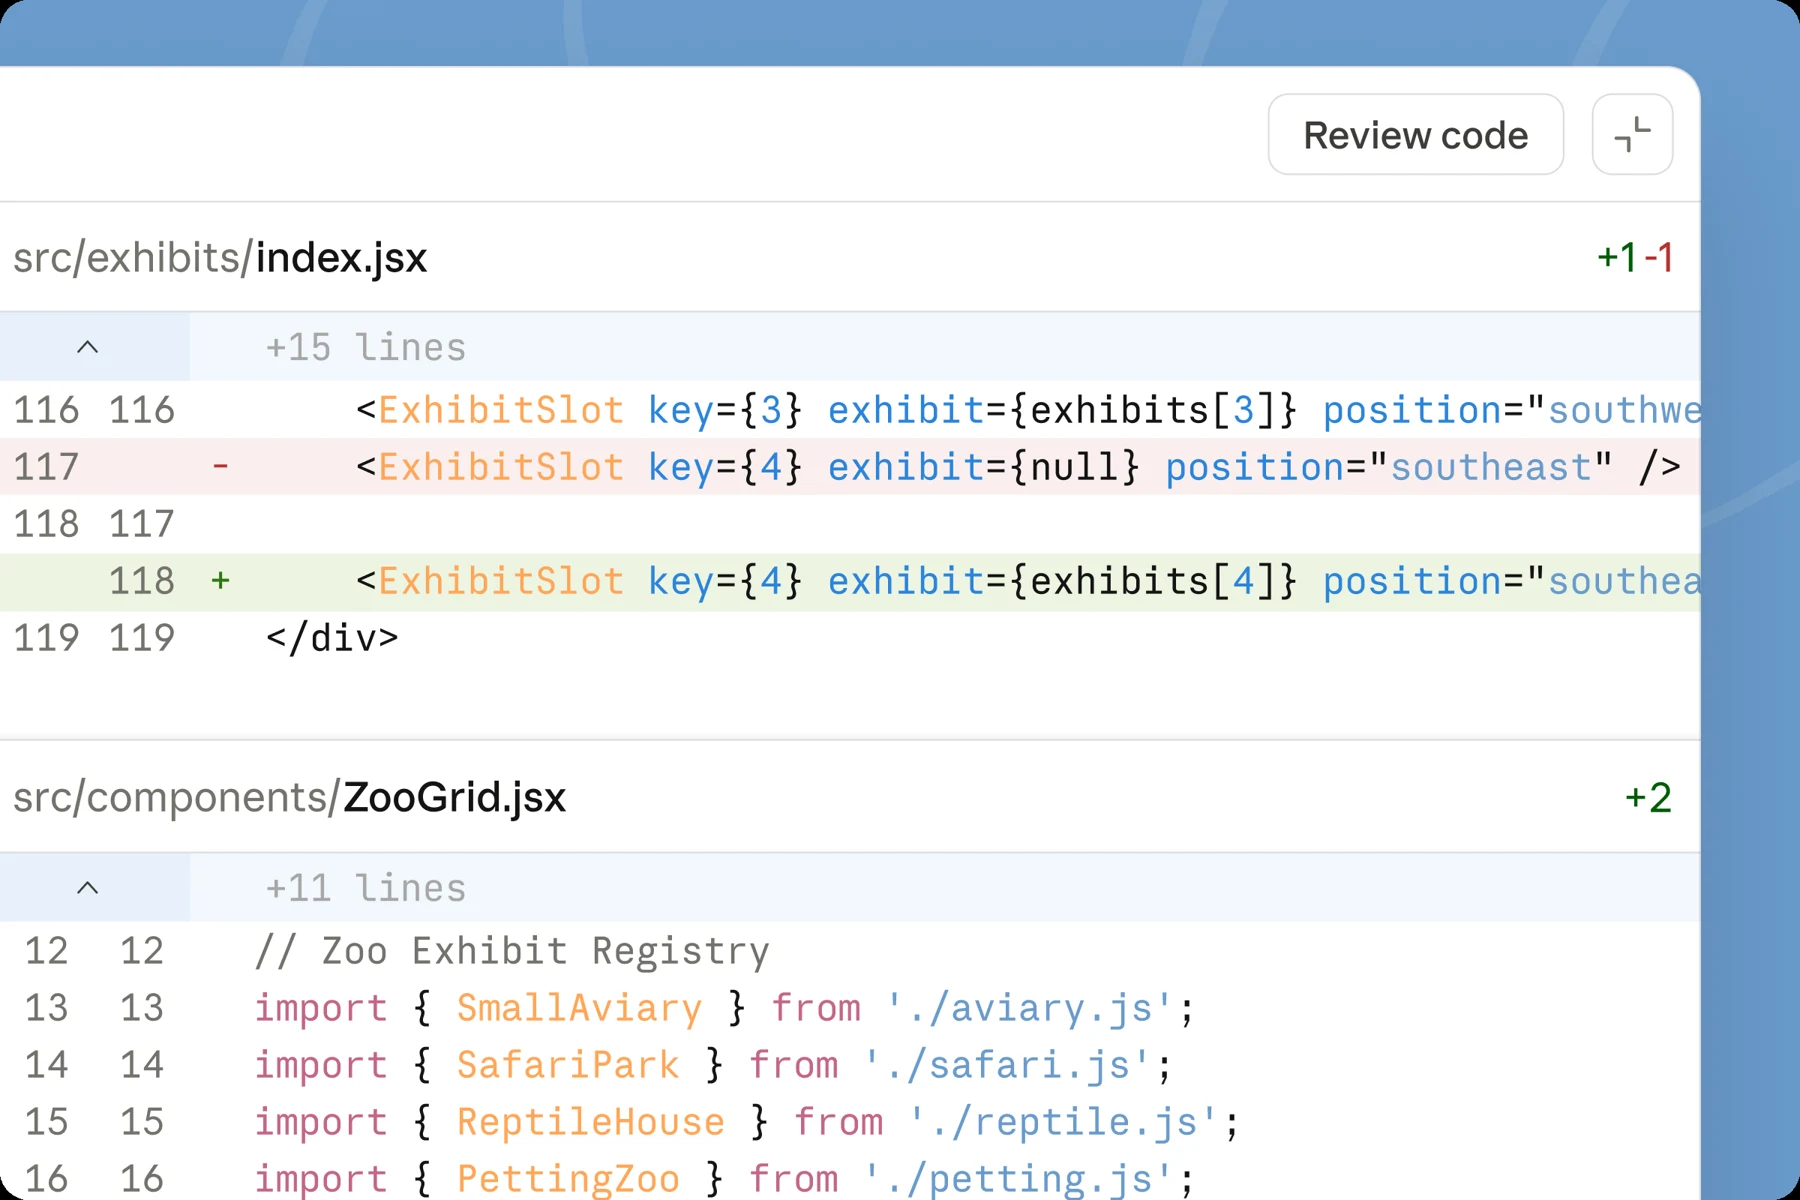 Review code
src/exhibits/index.jsx +1 -1
+15 lines
116 116 <ExhibitSlot key={3} exhibit={exhibits[3]} position="southwe
117 - <ExhibitSlot key={4} exhibit={null} position="southeast" />
118 117
118 + <ExhibitSlot key={4} exhibit={exhibits[4]} position="southea
119 119 </div>
src/components/ZooGrid.jsx +2
+11 lines
12 12 // Zoo Exhibit Registry
13 13 import { SmallAviary } from './aviary.js';
14 14 import { SafariPark } from './safari.js';
15 15 import { ReptileHouse } from './reptile.js';
16 16 import { PettingZoo } from './petting.js';